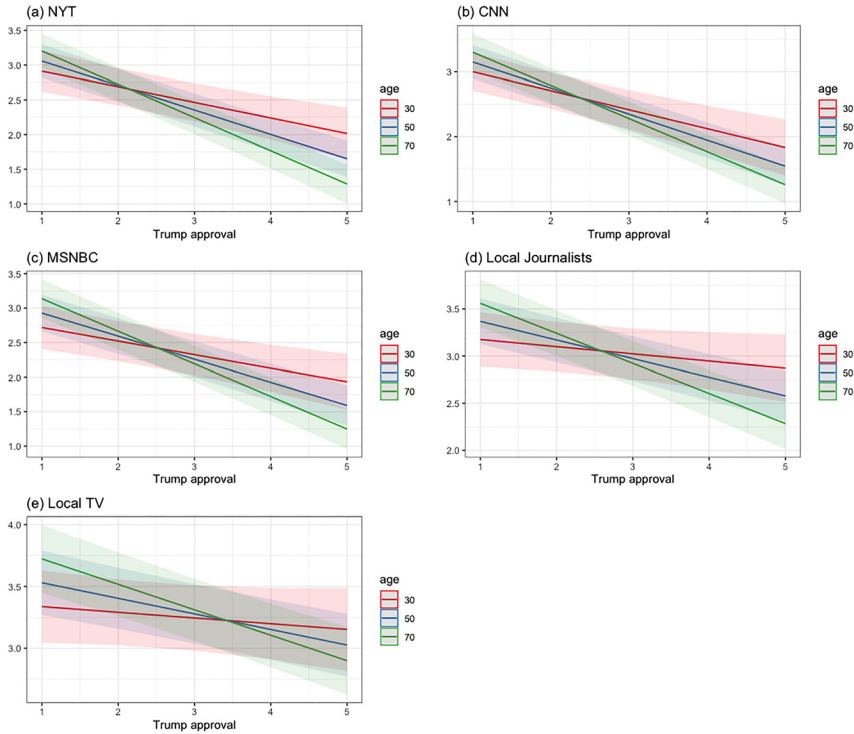 (a) NYT
3.5
3.0
2.5
2.0
1.5
1.0
1 2 3 4 5
Trump approval
age
30
50
70
(b) CNN
3
2
1
1 2 3 4 5
Trump approval
age
30
50
70
(c) MSNBC
3.5
3.0
2.5
2.0
1.5
1.0
1 2 3 4 5
Trump approval
age
30
50
70
(d) Local Journalists
3.5
3.0
2.5
2.0
1 2 3 4 5
Trump approval
age
30
50
70
(e) Local TV
4.0
3.5
3.0
1 2 3 4 5
Trump approval
age
30
50
70